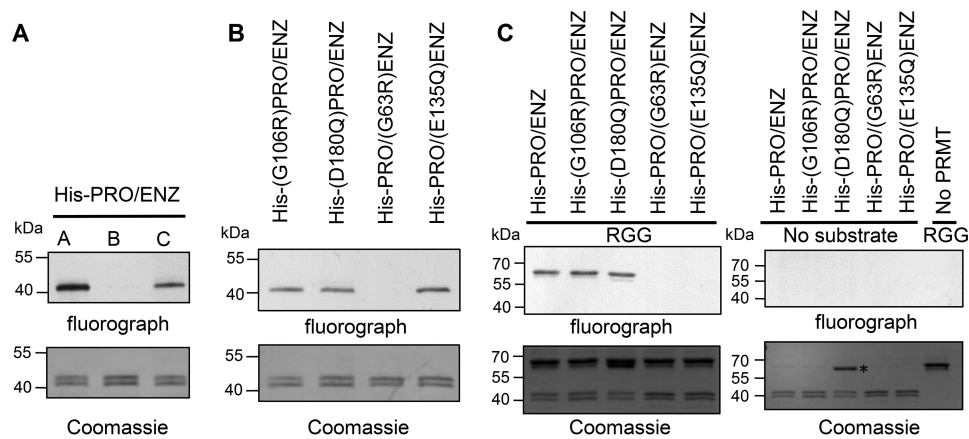 A
His-PRO/ENZ
kDa
A B C
55
40
fluorograph
55
40
Coomassie
B
His-(G106R)PRO/ENZ
His-(D180Q)PRO/ENZ
His-PRO/(G63R)ENZ
His-PRO/(E135Q)ENZ
kDa
55
40
fluorograph
55
40
Coomassie
C
His-PRO/ENZ
His-(G106R)PRO/ENZ
His-(D180Q)PRO/ENZ
His-PRO/(G63R)ENZ
His-PRO/(E135Q)ENZ
kDa
RGG
70
55
40
fluorograph
70
55
40
Coomassie
His-PRO/ENZ
His-(G106R)PRO/ENZ
His-(D180Q)PRO/ENZ
His-PRO/(G63R)ENZ
His-PRO/(E135Q)ENZ
No PRMT
kDa
No substrate RGG
70
55
40
fluorograph
70
55
40
*
Coomassie